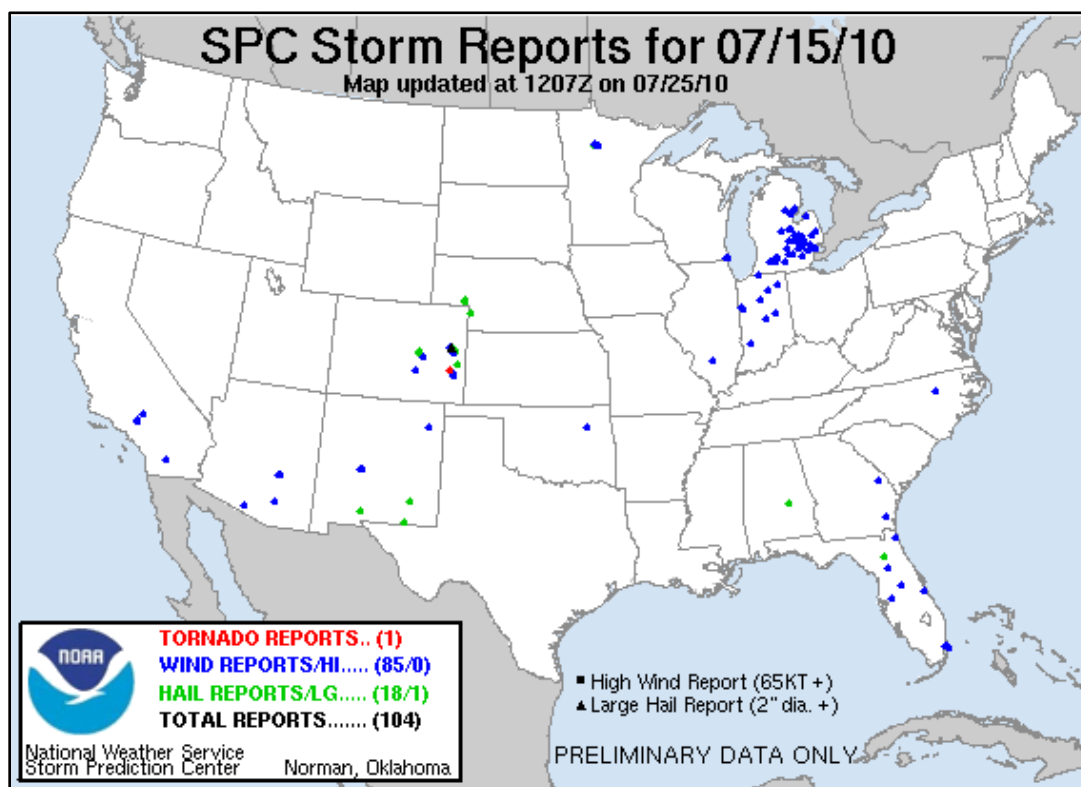 SPC Storm Reports for 07/15/10
Map updated at 1207Z on 07/25/10
NOAA
TORNADO REPORTS.. (1)
WIND REPORTS/HI..... (85/0)
HAIL REPORTS/LG..... (18/1)
TOTAL REPORTS....... (104)
National Weather Service
Storm Prediction Center Norman, Oklahoma
High Wind Report (65KT +)
Large Hail Report (2" dia. +)
PRELIMINARY DATA ONLY